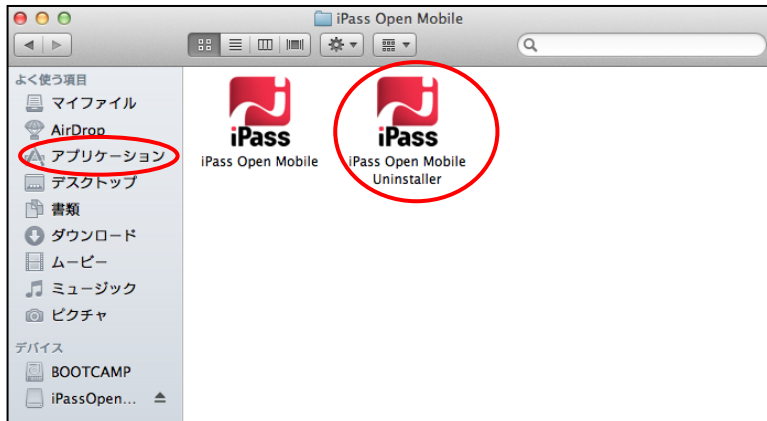 iPass Open Mobile
よく使う項目
マイファイル
AirDrop
アプリケーション
デスクトップ
書類
ダウンロード
ムービー
ミュージック
ピクチャ
デバイス
BOOTCAMP
iPassOpen...
iPass
iPass Open Mobile
iPass
iPass Open Mobile
Uninstaller